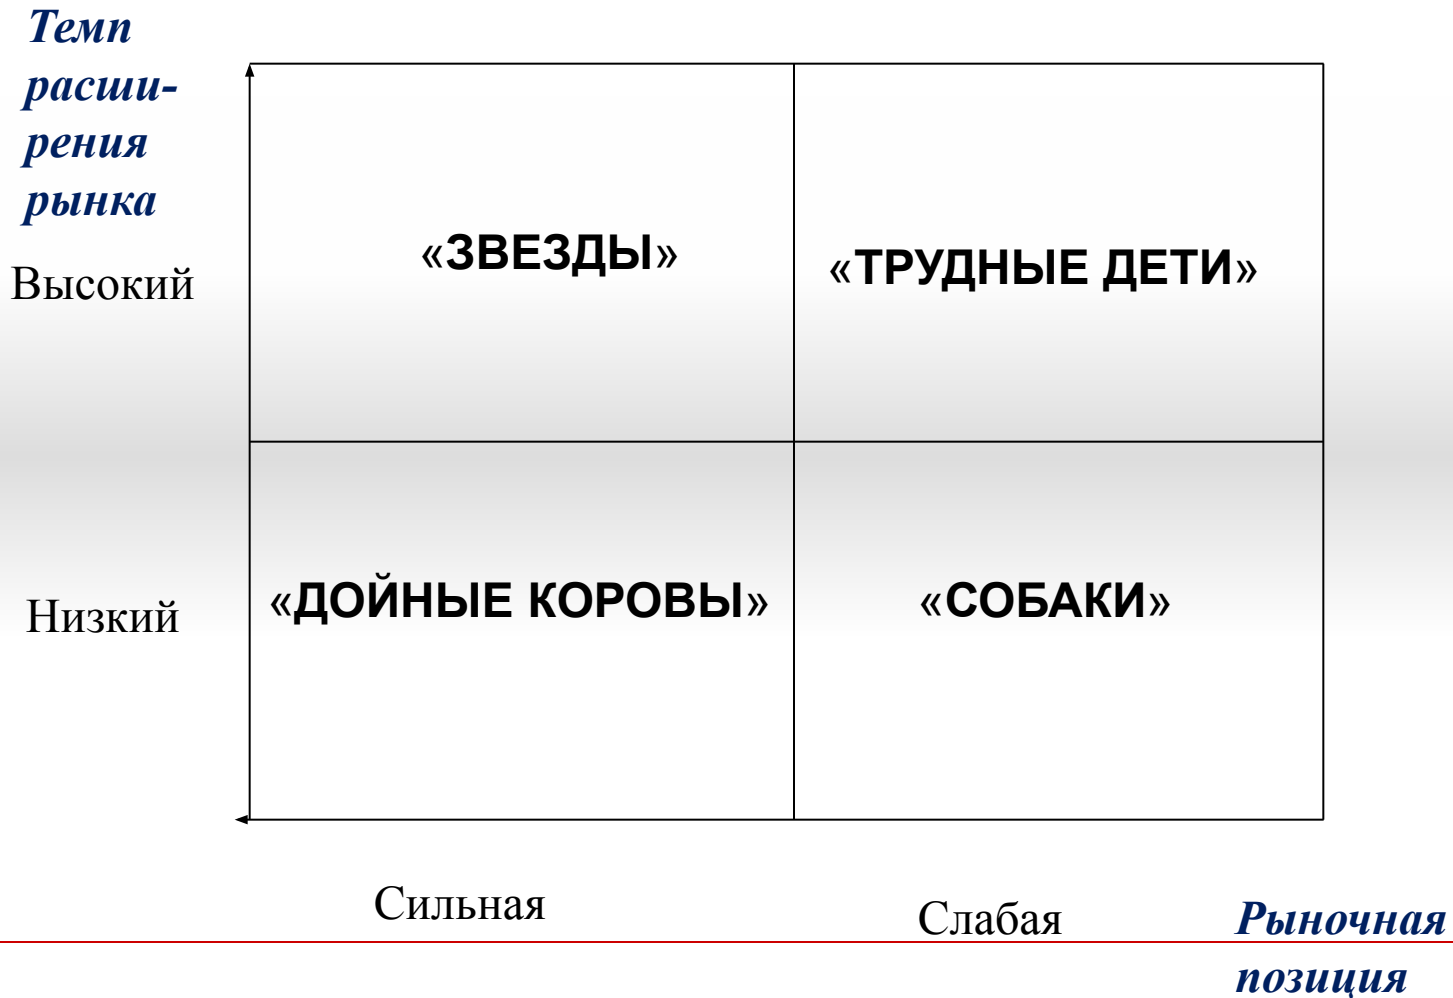 Темп
расши-
рения
рынка
«ЗВЕЗДЫ»
«ТРУДНЫЕ ДЕТИ»
Высокий
«ДОЙНЫЕ КОРОВЫ»
«СОБАКИ»
Низкий
Сильная
Слабая
Рыночная
позиция